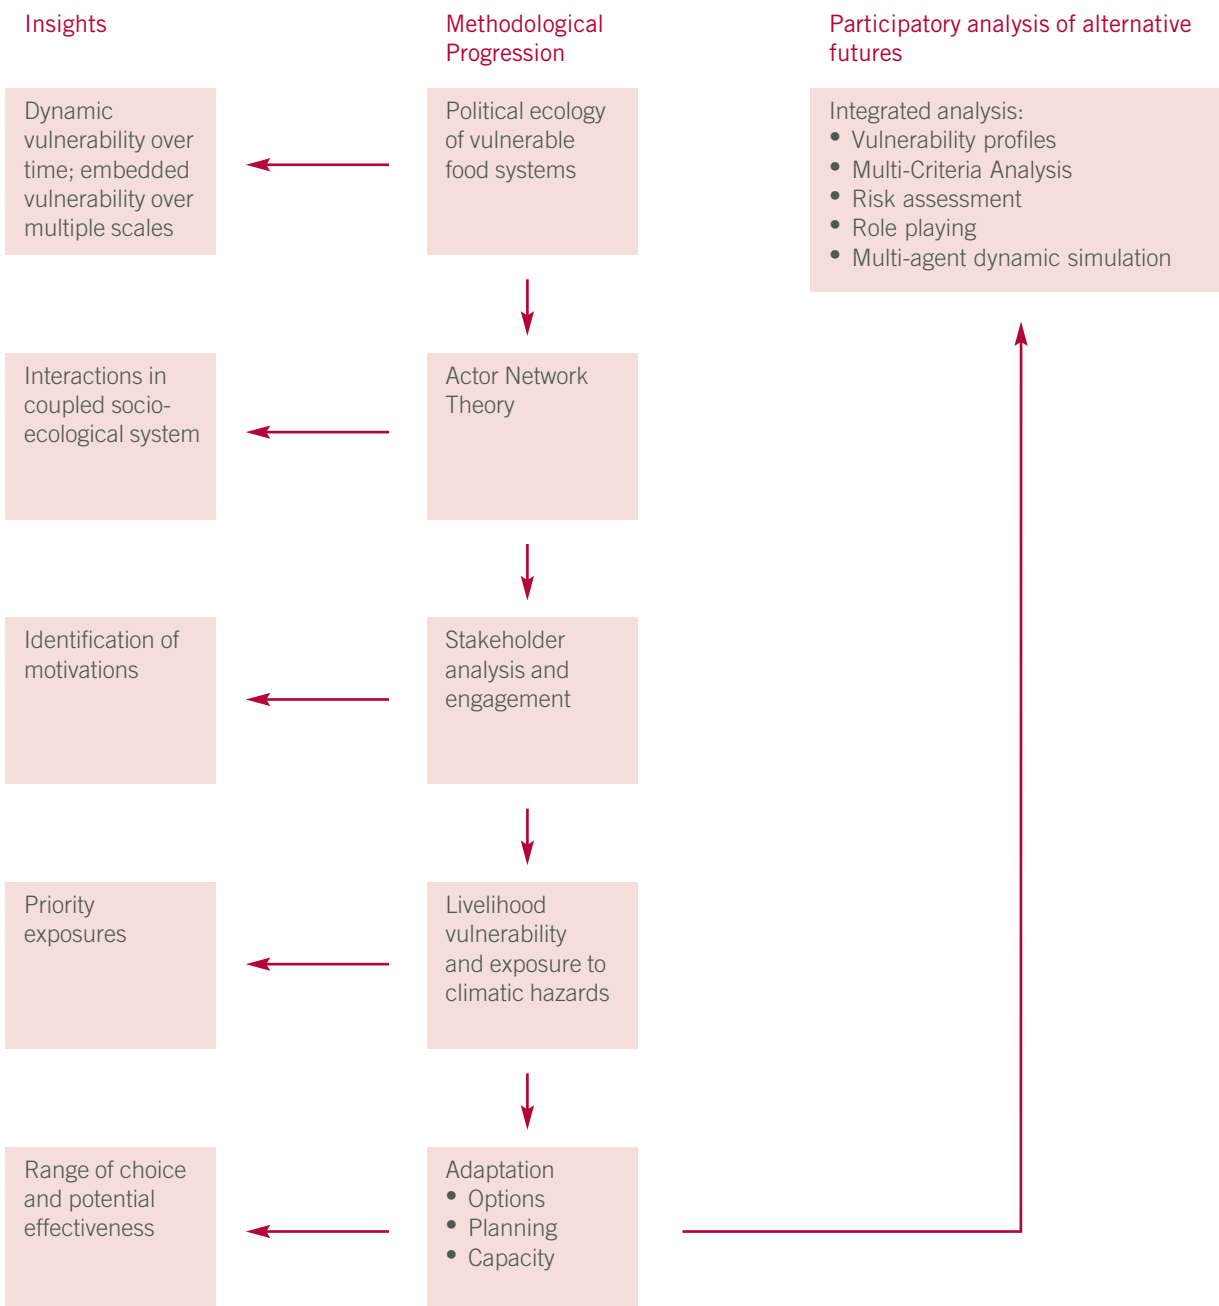 Insights
Methodological
Progression
Participatory analysis of alternative
futures
Dynamic
vulnerability over
time; embedded
vulnerability over
multiple scales
Political ecology
of vulnerable
food systems
Integrated analysis:
• Vulnerability profiles
• Multi-Criteria Analysis
• Risk assessment
• Role playing
• Multi-agent dynamic simulation
Interactions in
coupled socio-
ecological system
Actor Network
Theory
Identification of
motivations
Stakeholder
analysis and
engagement
Priority
exposures
Livelihood
vulnerability
and exposure to
climatic hazards
Range of choice
and potential
effectiveness
Adaptation
• Options
• Planning
• Capacity